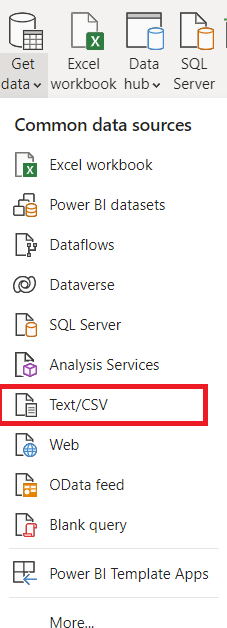 Get data
Excel workbook
Data hub
SQL Server
Common data sources
Excel workbook
Power BI datasets
Dataflows
Dataverse
SQL Server
Analysis Services
Text/CSV
Web
OData feed
Blank query
Power BI Template Apps
More...